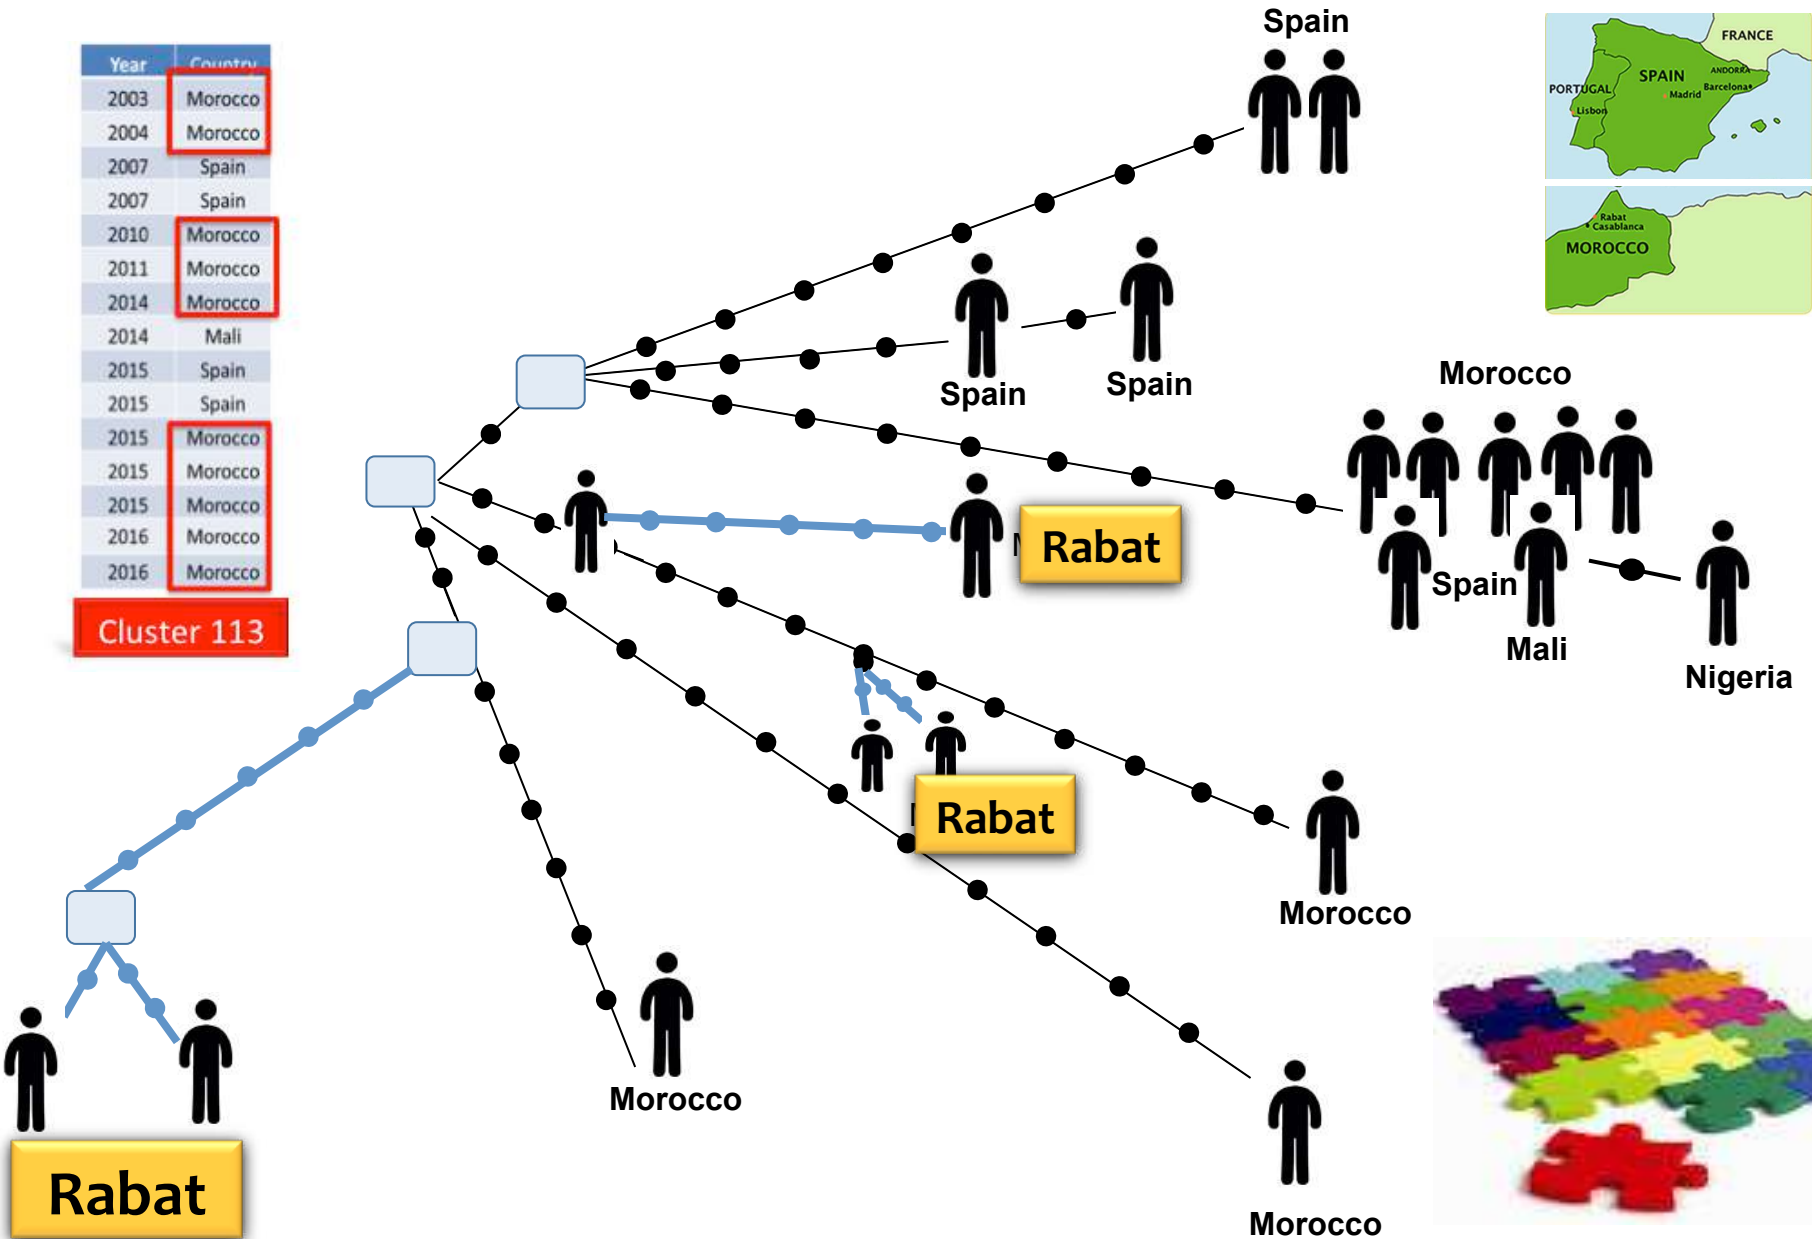 Year Country
2003 Morocco
2004 Morocco
2007 Spain
2007 Spain
2010 Morocco
2011 Morocco
2014 Morocco
2014 Mali
2015 Spain
2015 Spain
2015 Morocco
2015 Morocco
2015 Morocco
2016 Morocco
2016 Morocco
Cluster 113
Spain
FRANCE
SPAIN
ANDORRA
PORTUGAL
Barcelona
Madrid
Lisbon
Rabat
Casablanca
MOROCCO
Spain
Spain
Morocco
Rabat
Spain
Mali
Nigeria
Rabat
Morocco
Morocco
Rabat
Morocco